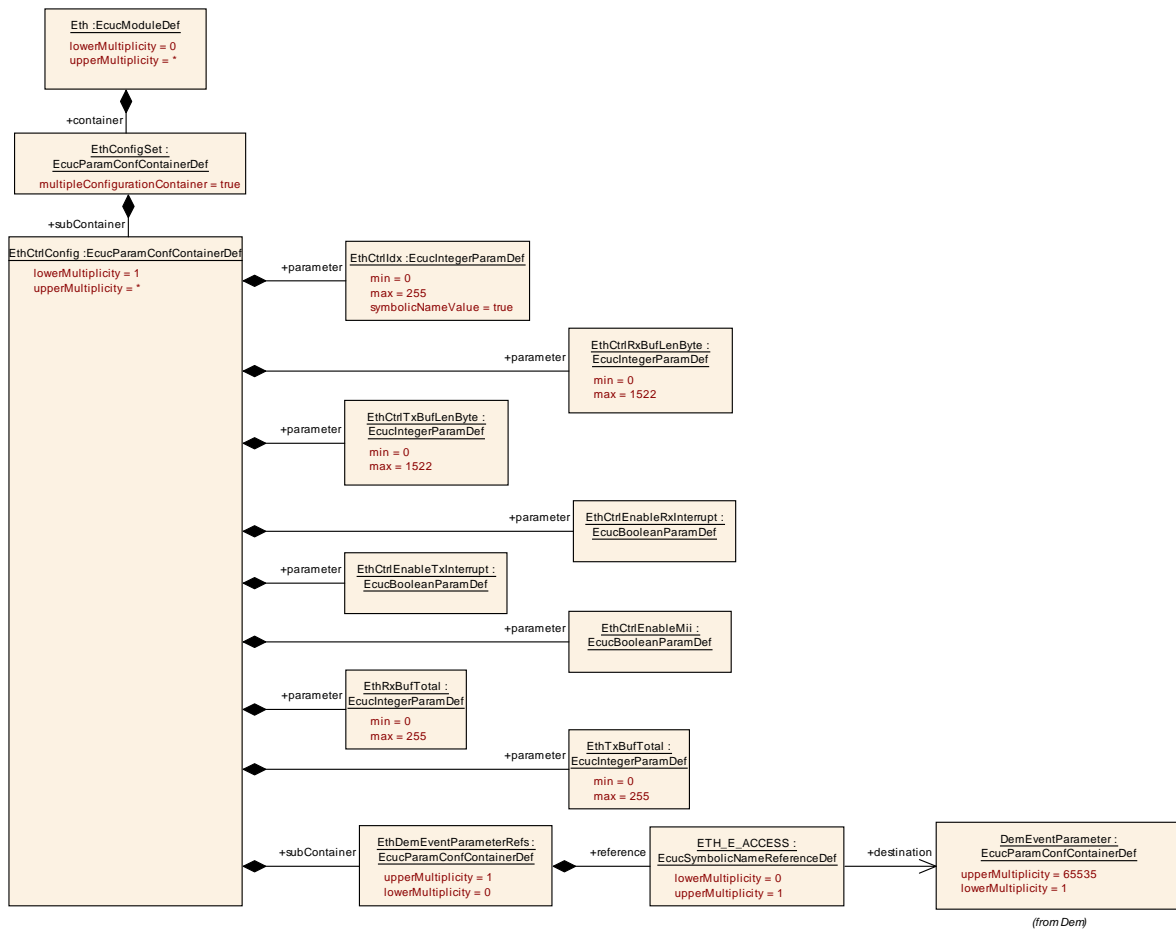 Eth :EcucModuleDef
lowerMultiplicity = 0
upperMultiplicity = *
+container
EthConfigSet :
EcucParamConfContainerDef
multipleConfigurationContainer = true
+subContainer
EthCtrlConfig :EcucParamConfContainerDef
lowerMultiplicity = 1
upperMultiplicity = *
+parameter
EthCtrlIdx :EcucIntegerParamDef
min = 0
max = 255
symbolicNameValue = true
+parameter
EthCtrlRxBufLenByte :
EcucIntegerParamDef
min = 0
max = 1522
+parameter
EthCtrlTxBufLenByte :
EcucIntegerParamDef
min = 0
max = 1522
+parameter
EthCtrlEnableRxInterrupt :
EcucBooleanParamDef
+parameter
EthCtrlEnableTxInterrupt :
EcucBooleanParamDef
+parameter
EthCtrlEnableMii :
EcucBooleanParamDef
+parameter
EthRxBufTotal :
EcucIntegerParamDef
min = 0
max = 255
+parameter
EthTxBufTotal :
EcucIntegerParamDef
min = 0
max = 255
+subContainer
EthDemEventParameterRefs :
EcucParamConfContainerDef
upperMultiplicity = 1
lowerMultiplicity = 0
+reference
ETH_E_ACCESS :
EcucSymbolicNameReferenceDef
lowerMultiplicity = 0
upperMultiplicity = 1
+destination
DemEventParameter :
EcucParamConfContainerDef
upperMultiplicity = 65535
lowerMultiplicity = 1
(from Dem)